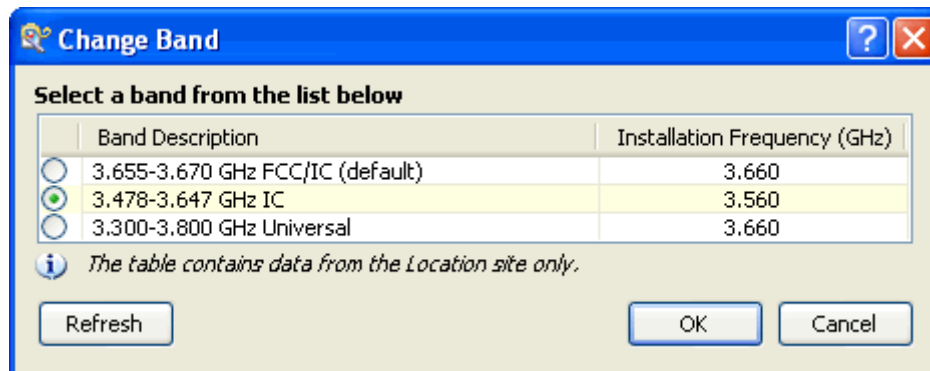 Change Band
Select a band from the list below
Band Description Installation Frequency (GHz)
3.655-3.670 GHz FCC/IC (default) 3.660
3.478-3.647 GHz IC 3.560
3.300-3.800 GHz Universal 3.660
The table contains data from the Location site only.
Refresh OK Cancel